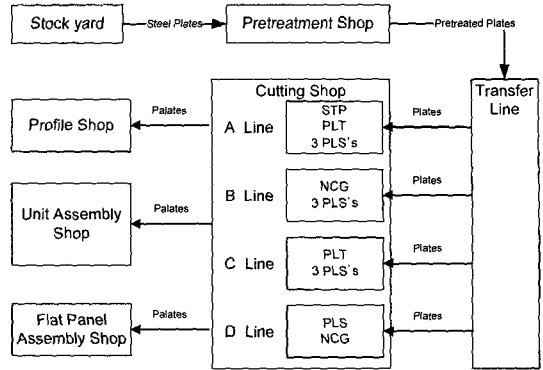 Stock yard
Steel Plates
Pretreatment Shop
Pretreated Plates
Cutting Shop
Transfer
Line
Profile Shop
Palates
A Line
STP
PLT
3 PLS's
Plates
Unit Assembly
Shop
Palates
B Line
NCG
3 PLS's
Plates
C Line
PLT
3 PLS's
Plates
Flat Panel
Assembly Shop
Palates
D Line
PLS
NCG
Plates